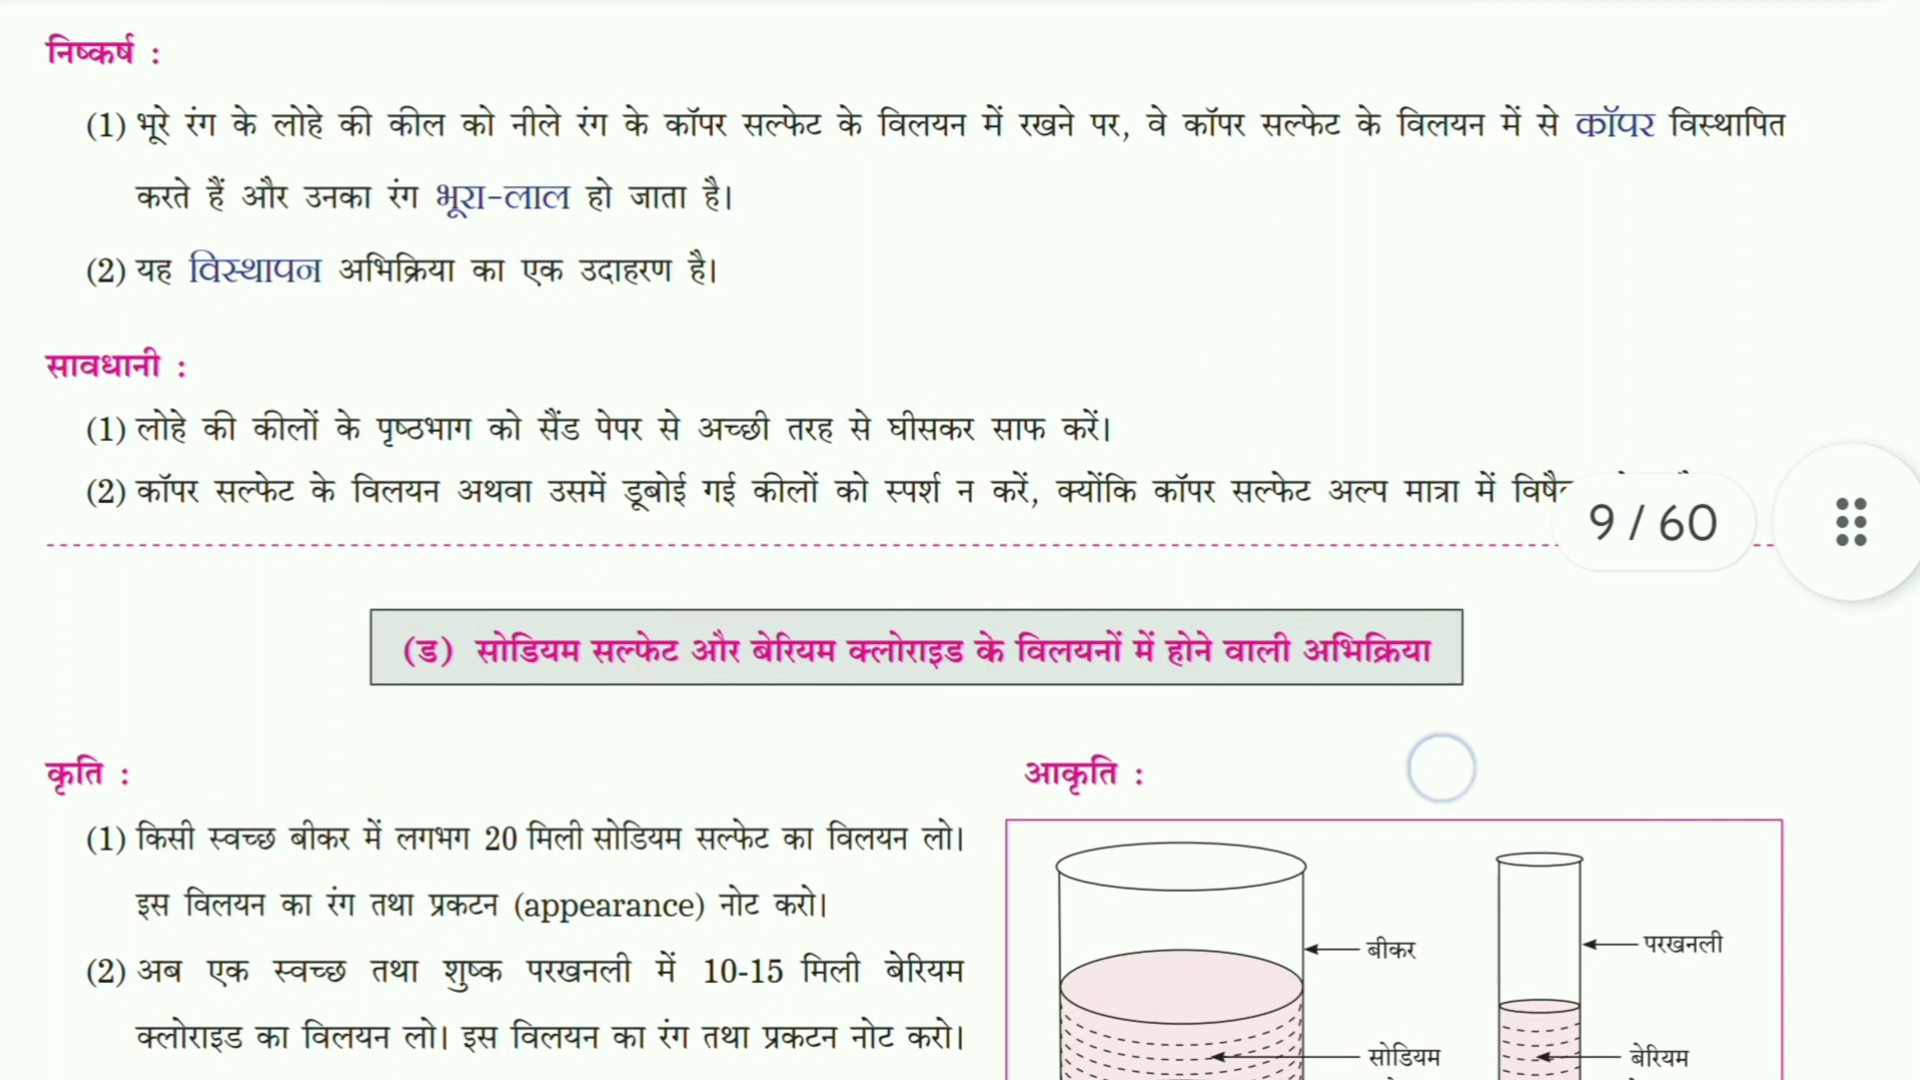 निष्कर्ष :
(1) भूरे रंग के लोहे की कील को नीले रंग के कॉपर सल्फेट के विलयन में रखने पर, वे कॉपर सल्फेट के विलयन में से कॉपर विस्थापित
करते हैं और उनका रंग भूरा-लाल हो जाता है।
(2) यह विस्थापन अभिक्रिया का एक उदाहरण है।
सावधानी :
(1) लोहे की कीलों के पृष्ठभाग को सैंड पेपर से अच्छी तरह से घीसकर साफ करें।
(2) कॉपर सल्फेट के विलयन अथवा उसमें डूबोई गई कीलों को स्पर्श न करें, क्योंकि कॉपर सल्फेट अल्प मात्रा में
9 / 60
(ड) सोडियम सल्फेट और बेरियम क्लोराइड के विलयनों में होने वाली अभिक्रिया
कृति :
(1) किसी स्वच्छ बीकर में लगभग 20 मिली सोडियम सल्फेट का विलयन लो।
इस विलयन का रंग तथा प्रकटन (appearance) नोट करो।
(2) अब एक स्वच्छ तथा शुष्क परखनली में 10-15 मिली बेरियम
क्लोराइड का विलयन लो। इस विलयन का रंग तथा प्रकटन नोट करो।
आकृति :
बीकर
परखनली
सोडियम
बेरियम